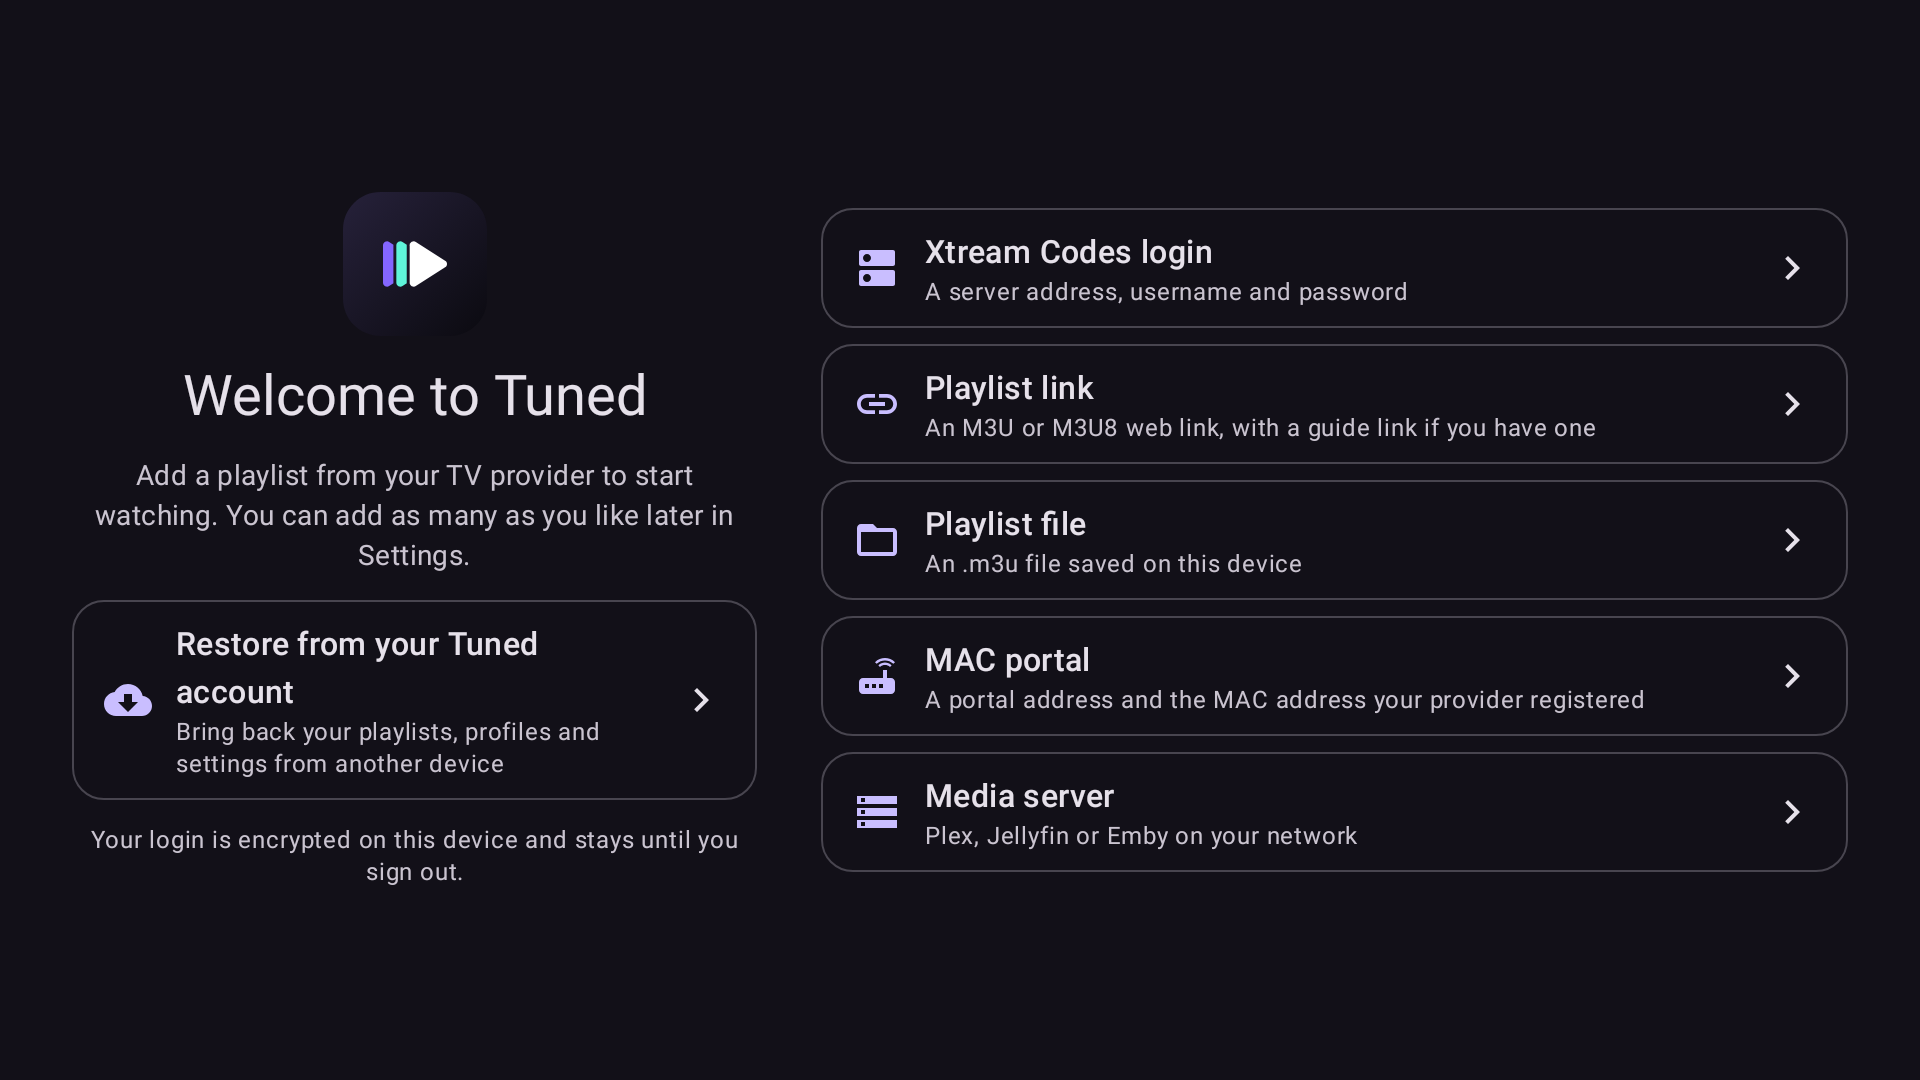 Welcome to Tuned
Add a playlist from your TV provider to start
watching. You can add as many as you like later in
Settings.
Restore from your Tuned
account
Bring back your playlists, profiles and
settings from another device
Your login is encrypted on this device and stays until you
sign out.
Xtream Codes login
A server address, username and password
Playlist link
An M3U or M3U8 web link, with a guide link if you have one
Playlist file
An .m3u file saved on this device
MAC portal
A portal address and the MAC address your provider registered
Media server
Plex, Jellyfin or Emby on your network